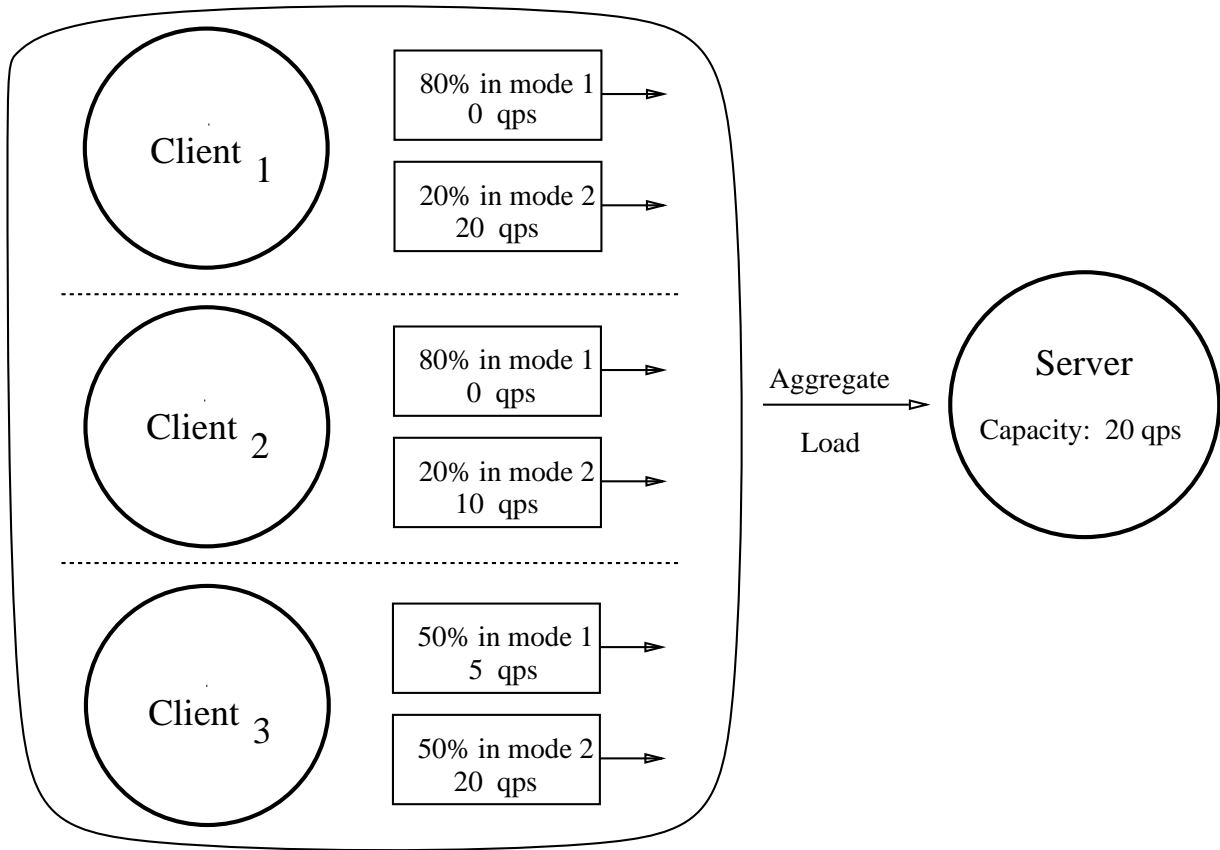 Client 1
80% in mode 1
0 qps
20% in mode 2
20 qps
Client 2
80% in mode 1
0 qps
20% in mode 2
10 qps
Client 3
50% in mode 1
5 qps
50% in mode 2
20 qps
Aggregate
Load
Server
Capacity: 20 qps